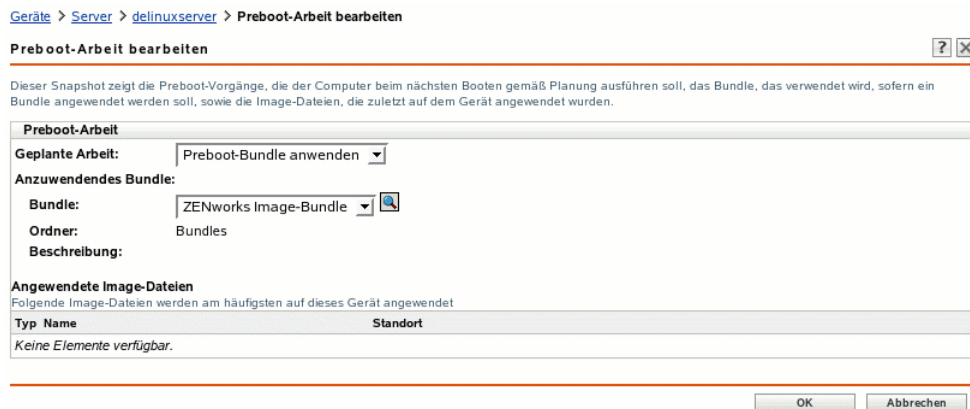 Geräte > Server > delinuxserver > Preboot-Arbeit bearbeiten
Preboot-Arbeit bearbeiten
?
Dieser Snapshot zeigt die Preboot-Vorgänge, die der Computer beim nächsten Booten gemäß Planung ausführen soll, das Bundle, das verwendet wird, sofern ein
Bundle angewendet werden soll, sowie die Image-Dateien, die zuletzt auf dem Gerät angewendet wurden.
Preboot-Arbeit
Geplante Arbeit: Preboot-Bundle anwenden
Anzuwendendes Bundle:
Bundle: ZENworks Image-Bundle
Ordner: Bundles
Beschreibung:
Angewendete Image-Dateien
Folgende Image-Dateien werden am häufigsten auf dieses Gerät angewendet
Typ Name Standort
Keine Elemente verfügbar.
OK Abbrechen